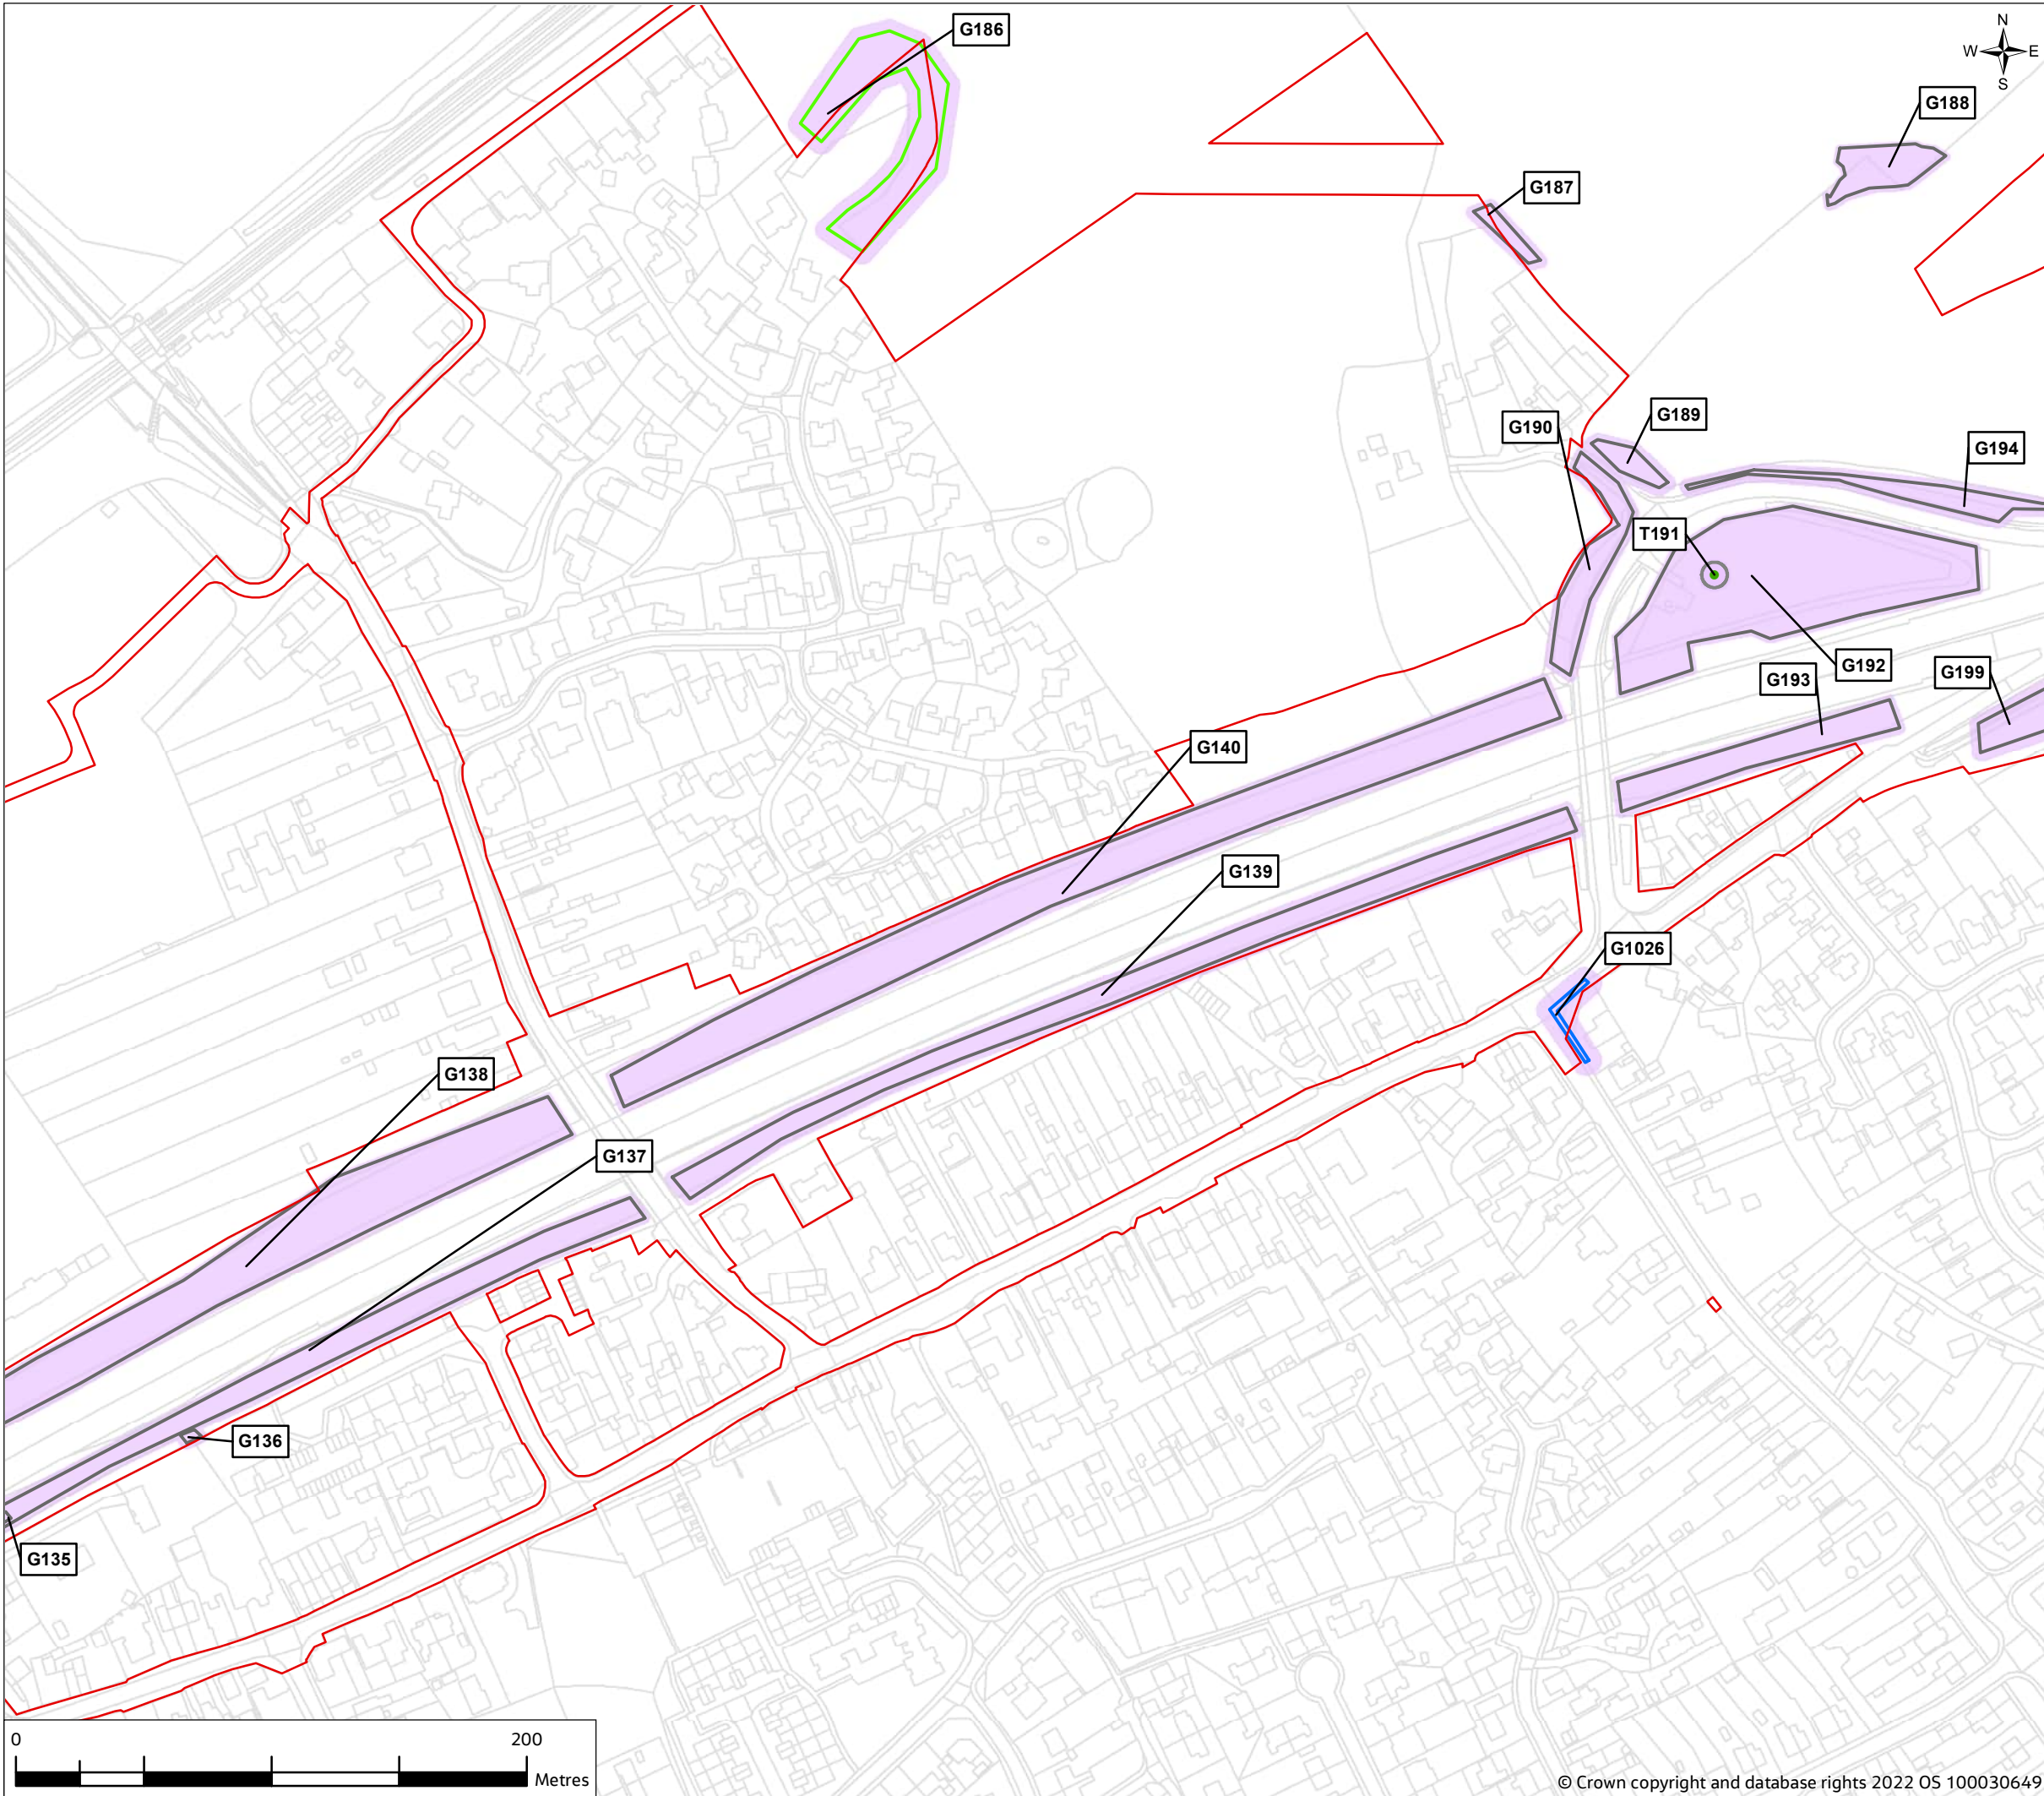 G186
N
W E
S
G188
G187
G189
G190
G194
T191
G192
G193
G199
G140
G139
G1026
G138
G137
G136
G135
0 200
Metres
© Crown copyright and database rights 2022 OS 100030649